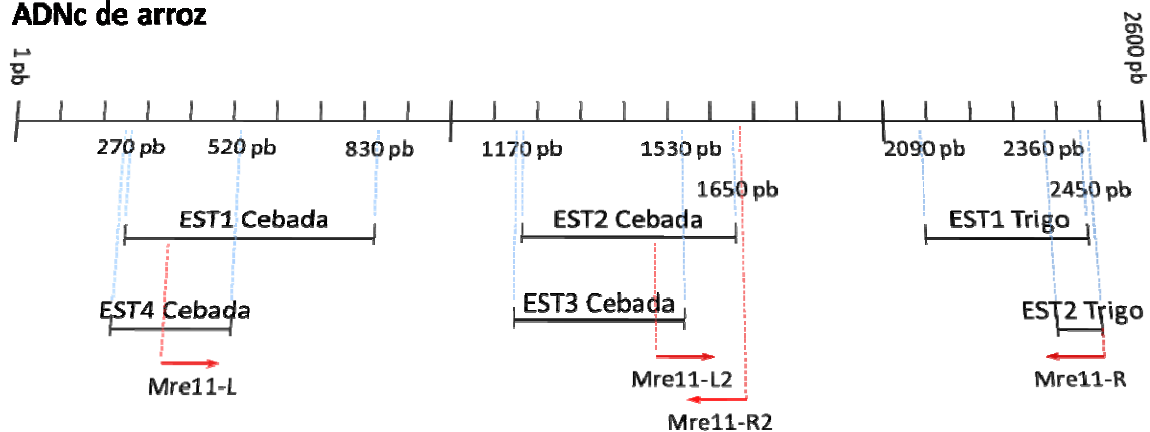 ADNc de arroz
1 pb
2600 pb
270 pb 520 pb 830 pb 1170 pb 1530 pb 2090 pb 2360 pb
1650 pb 2450 pb
EST1 Cebada EST2 Cebada EST1 Trigo
EST4 Cebada EST3 Cebada EST2 Trigo
Mre11-L Mre11-L2 Mre11-R
Mre11-R2